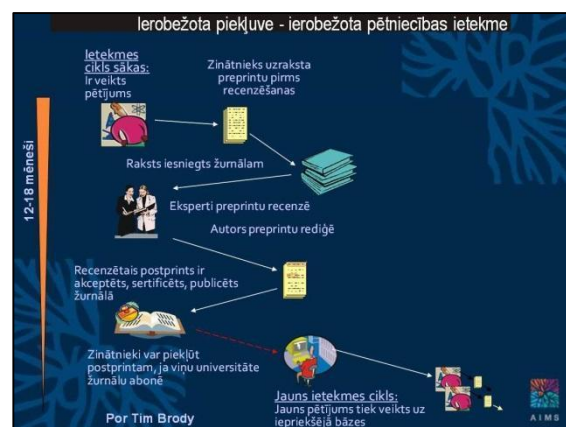 Ierobežota piekļuve - ierobežota pētniecības ietekme
Ietekmes
cikls sākas:
Ir veikts
pētījums
Zinātnieks uzraksta
preprintu pirms
recenzēšanas
12-18 mēneši
Raksts iesniegts žurnālam
Eksperti preprintu recenzē
Autors preprintu rediģē
Recenzētais postprints ir
akceptēts, sertificēts, publicēts
žurnālā
Zinātnieki var piekļūt
postprintam, ja viņu universitāte
žurnālu abonē
Jauns ietekmes cikls:
Jauns pētījums tiek veikts uz
iepriekšējā bāzes
Por Tim Brody
AIMS